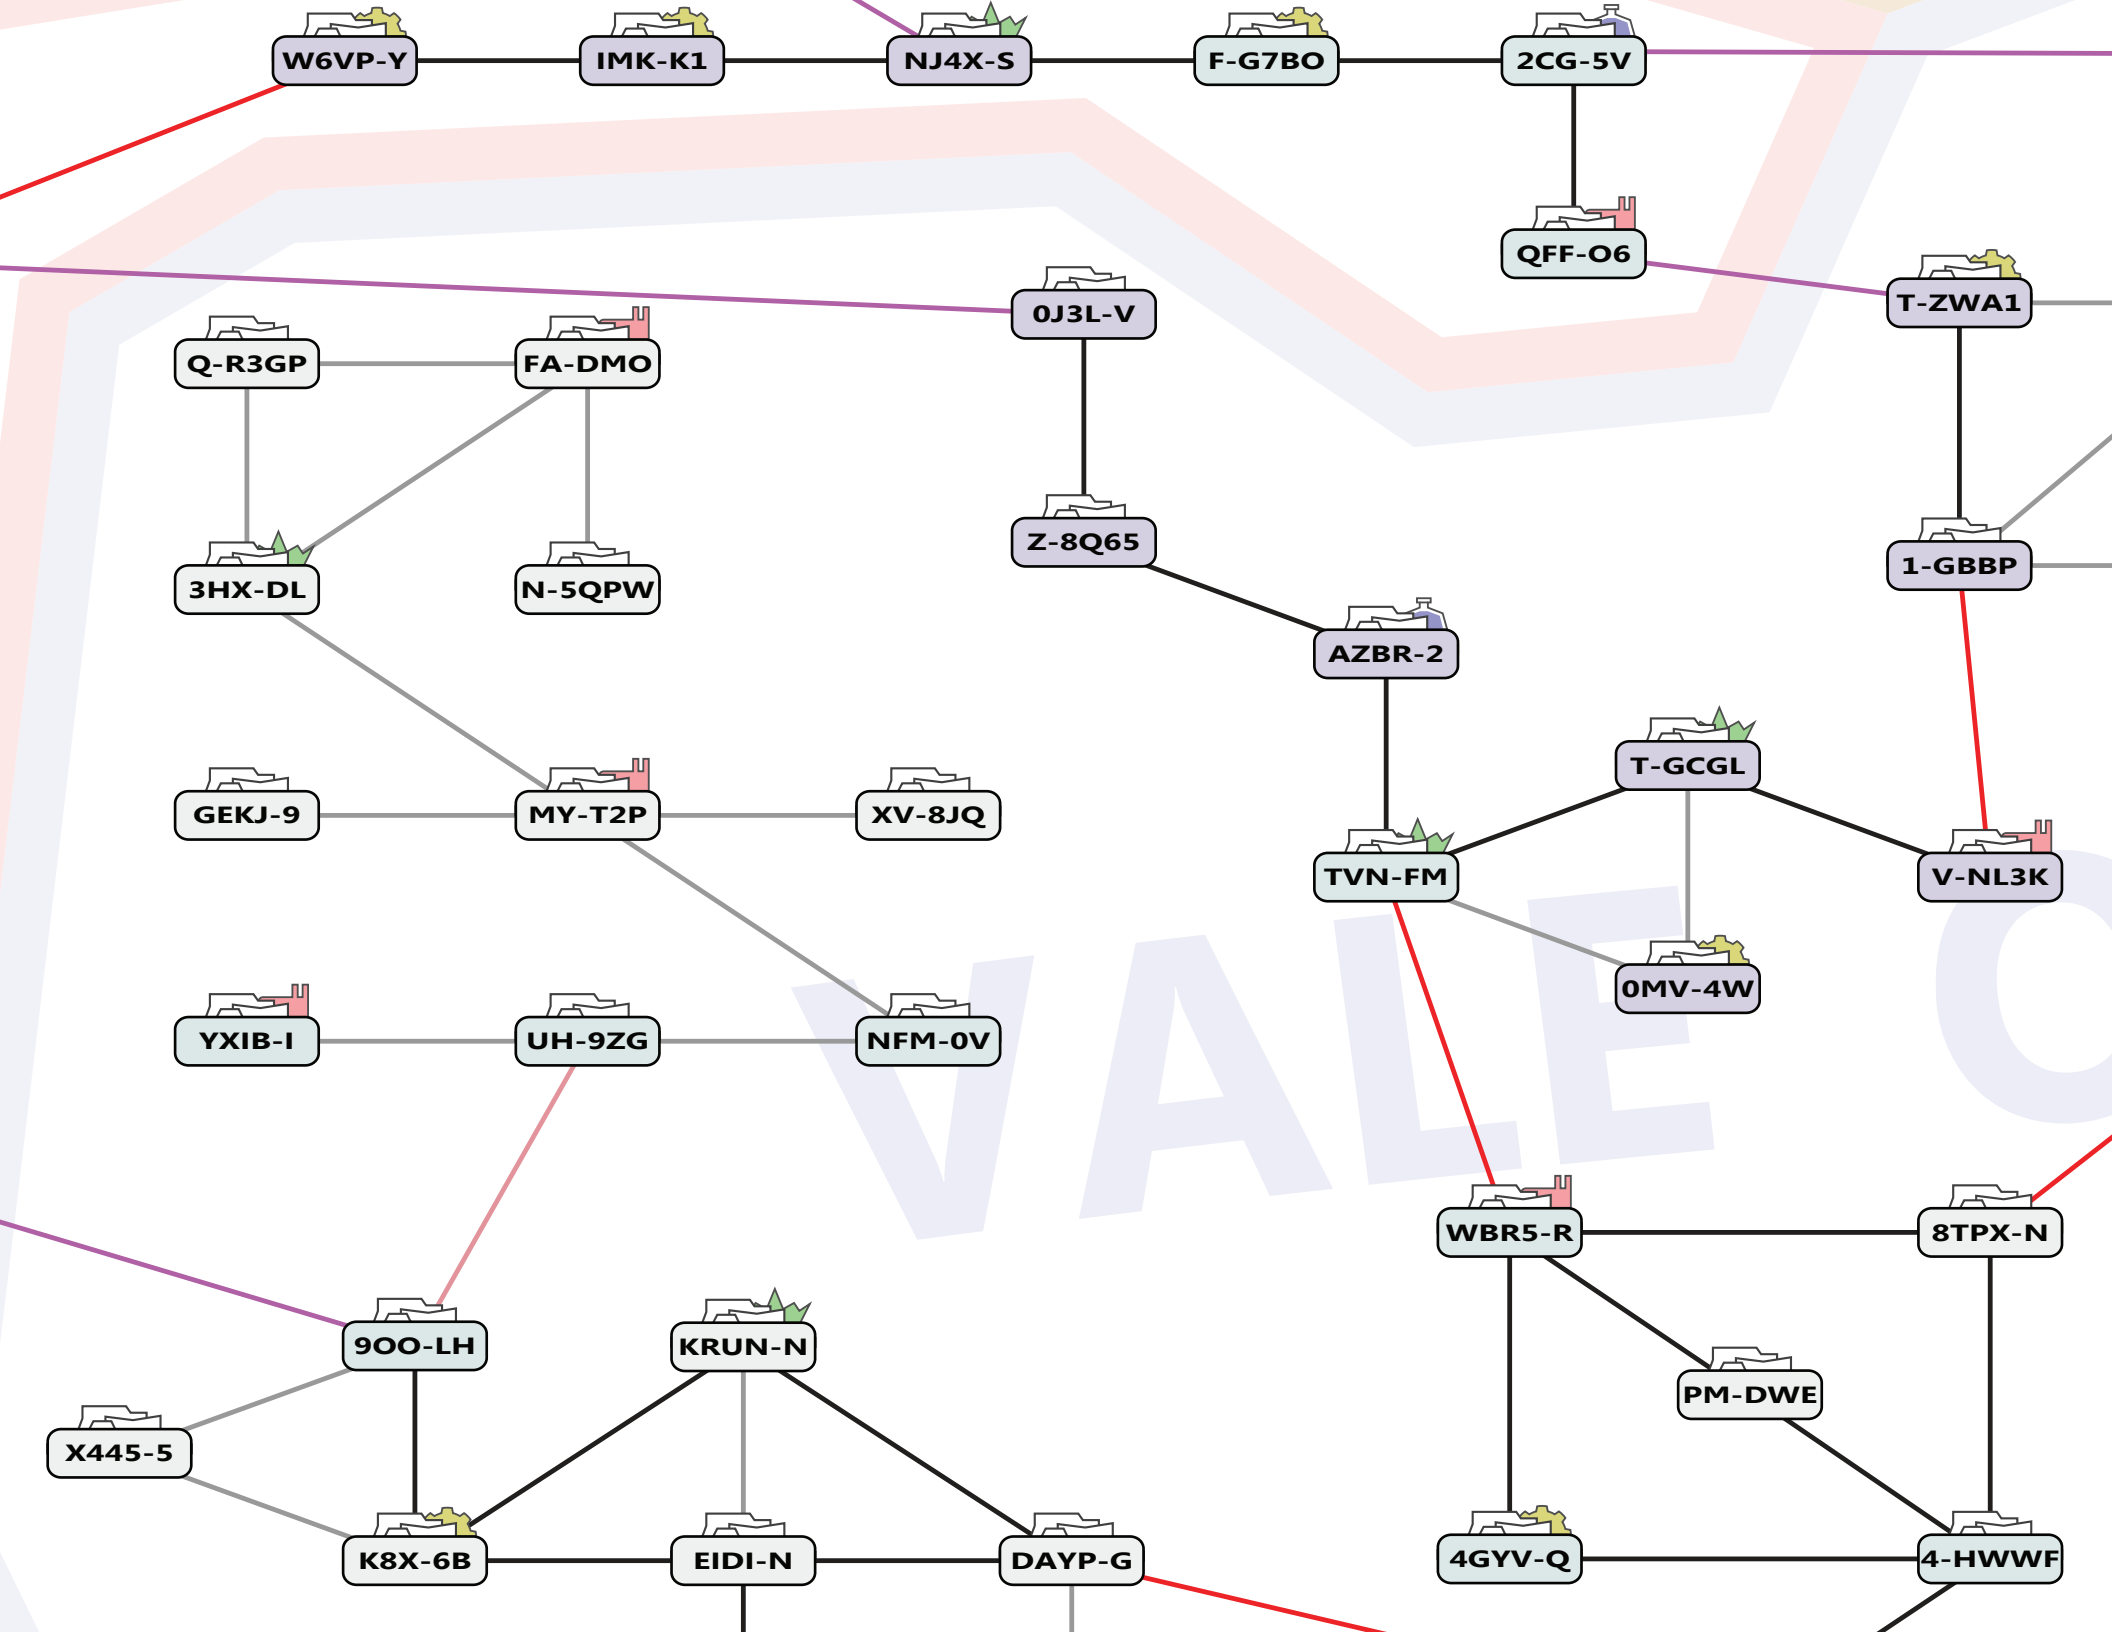 W6VP-Y
IMK-K1
NJ4X-S
F-G7BO
2CG-5V
QFF-O6
T-ZWA1
0J3L-V
Q-R3GP
FA-DMO
Z-8Q65
1-GBBP
3HX-DL
N-5QPW
AZBR-2
T-GCGL
GEKJ-9
MY-T2P
XV-8JQ
TVN-FM
V-NL3K
0MV-4W
VALE O
YXIB-I
UH-9ZG
NFM-0V
WBR5-R
8TPX-N
9OO-LH
KRUN-N
PM-DWE
X445-5
K8X-6B
EIDI-N
DAYP-G
4GYV-Q
4-HWWF